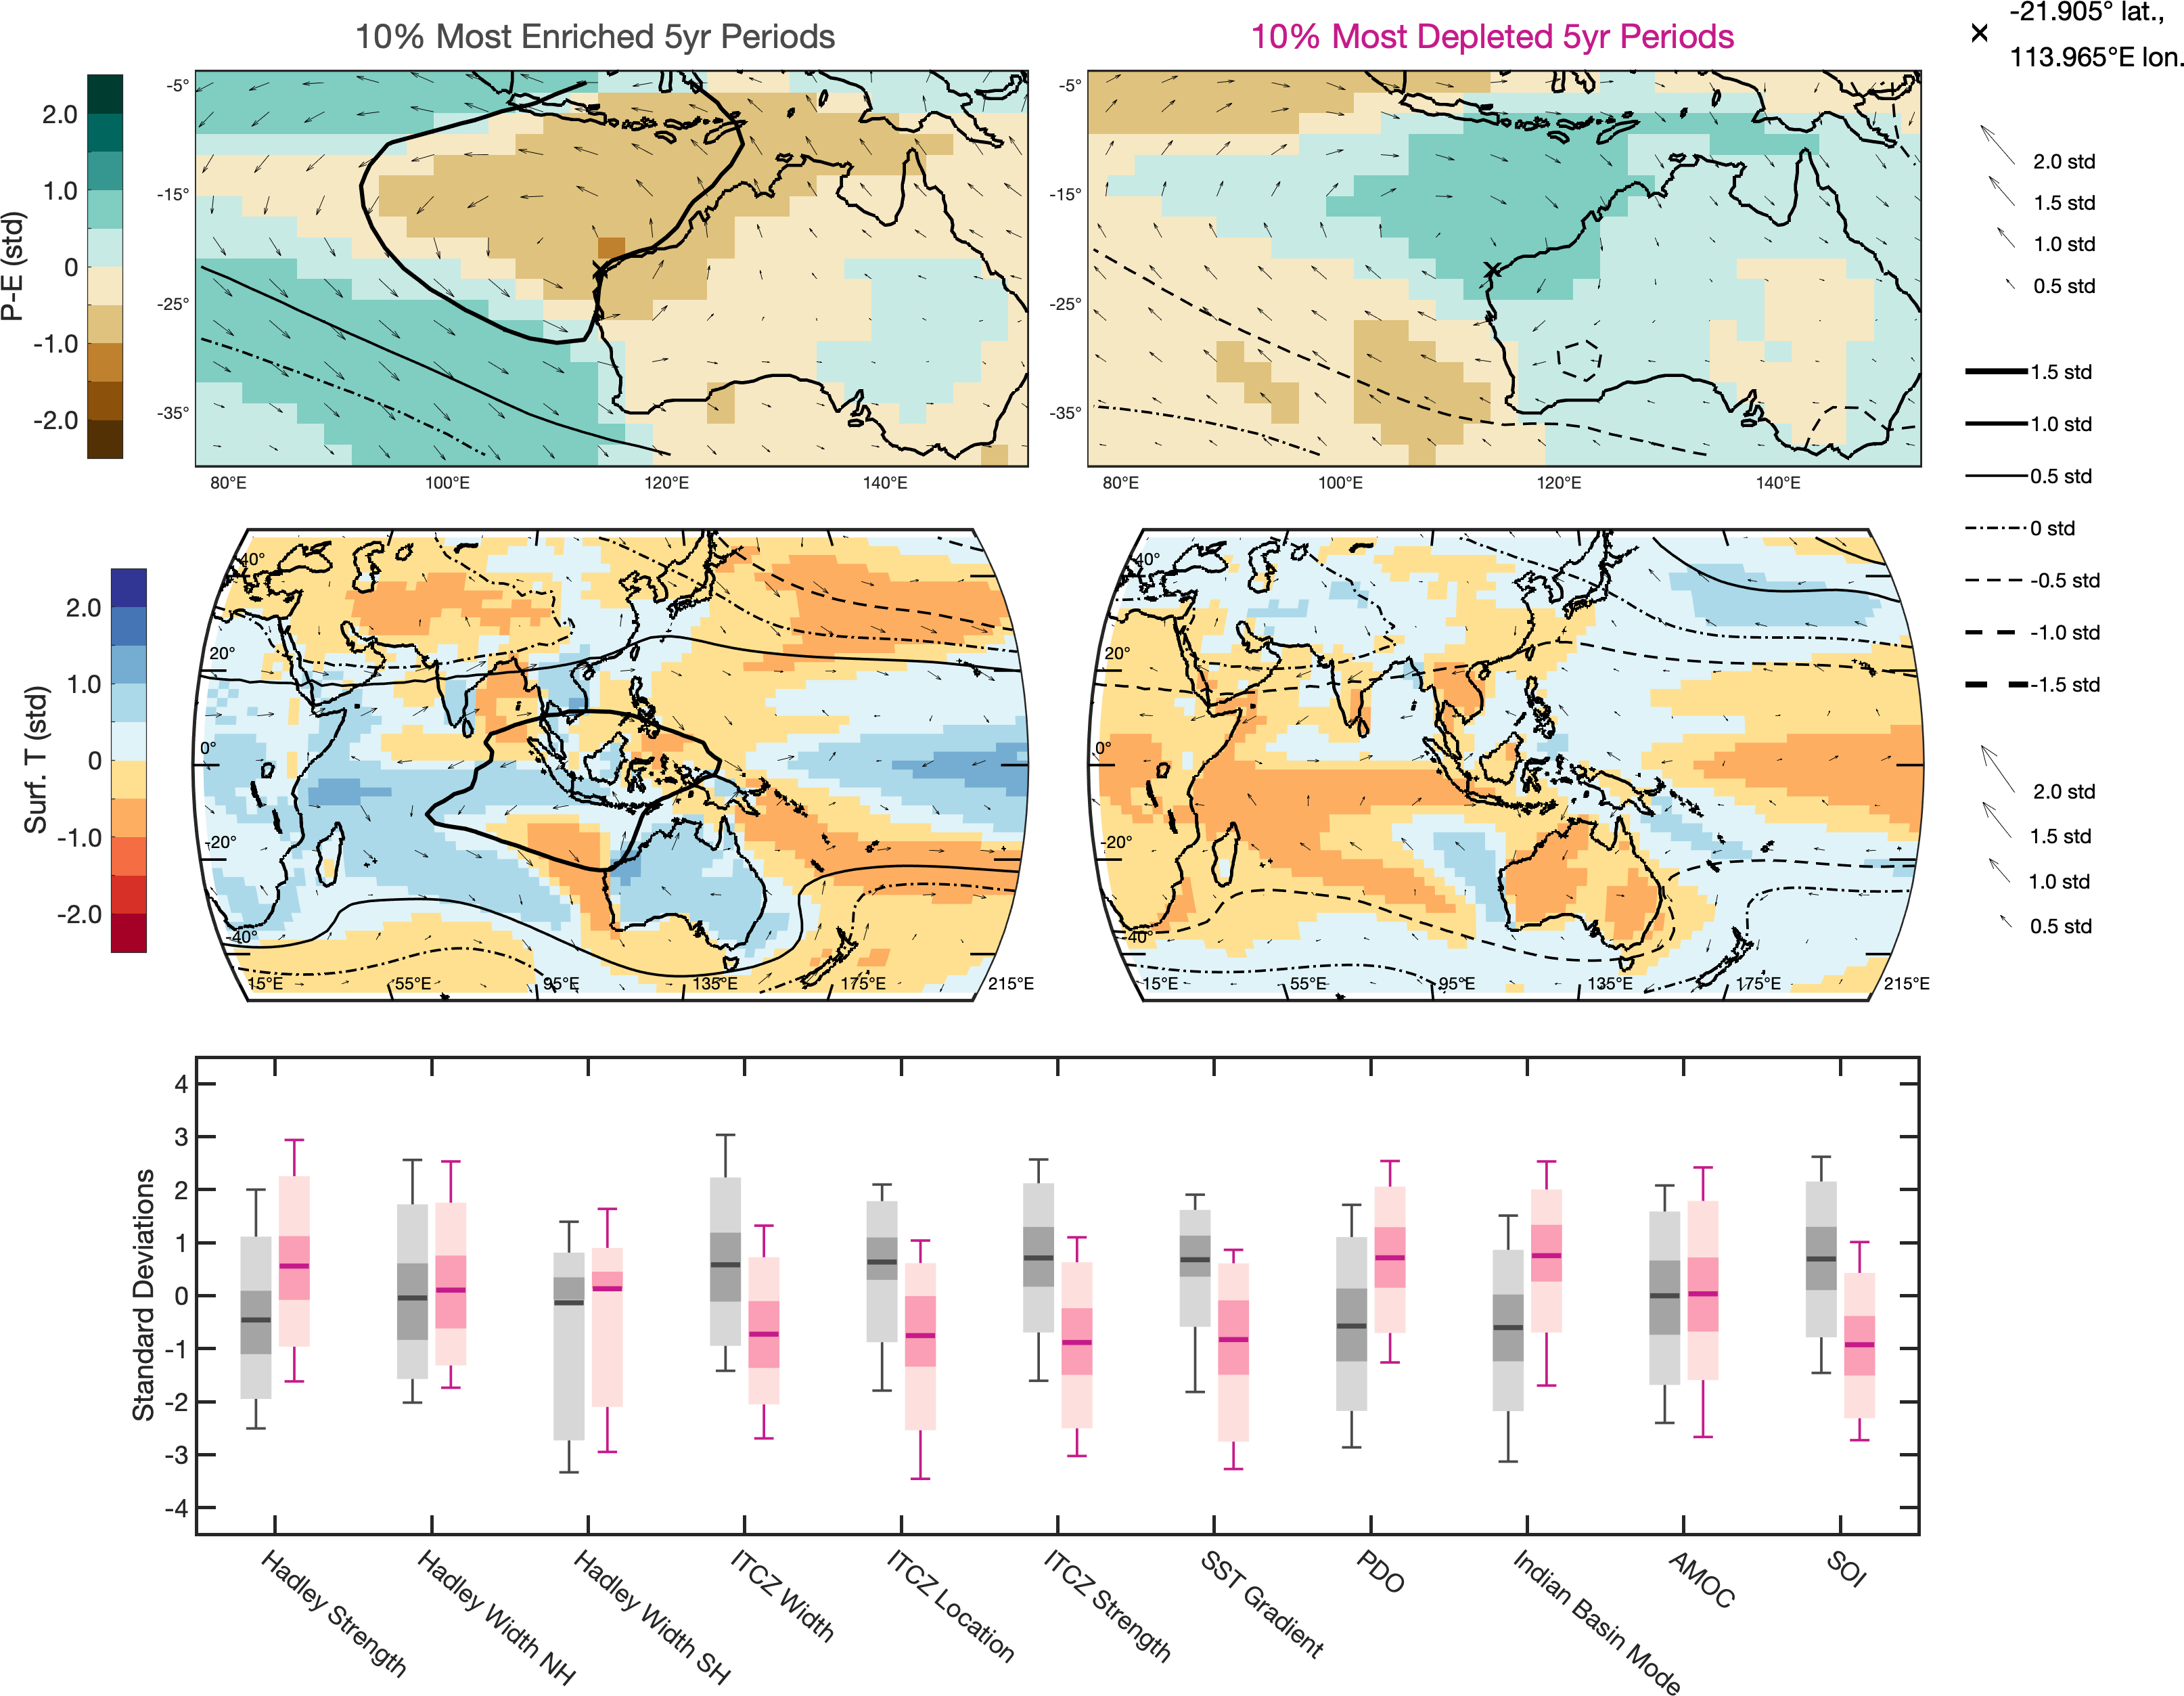 10% Most Enriched 5yr Periods
10% Most Depleted 5yr Periods
-21.905° lat.,
113.965°E lon.
P-E (std)
2.0
1.0
0
-1.0
-2.0
-5°
-15°
-25°
-35°
80°E
100°E
120°E
140°E
-5°
-15°
-25°
-35°
80°E
100°E
120°E
140°E
2.0 std
1.5 std
1.0 std
0.5 std
1.5 std
1.0 std
0.5 std
0 std
-0.5 std
-1.0 std
-1.5 std
2.0 std
1.5 std
1.0 std
0.5 std
Surf. T (std)
2.0
1.0
0
-1.0
-2.0
40°
20°
0°
-20°
-40°
15°E
55°E
95°E
135°E
175°E
215°E
40°
20°
0°
-20°
-40°
15°E
55°E
95°E
135°E
175°E
215°E
Standard Deviations
4
3
2
1
0
-1
-2
-3
-4
Hadley Strength
Hadley Width NH
Hadley Width SH
ITCZ Width
ITCZ Location
ITCZ Strength
SST Gradient
PDO
Indian Basin Mode
AMOC
SOI